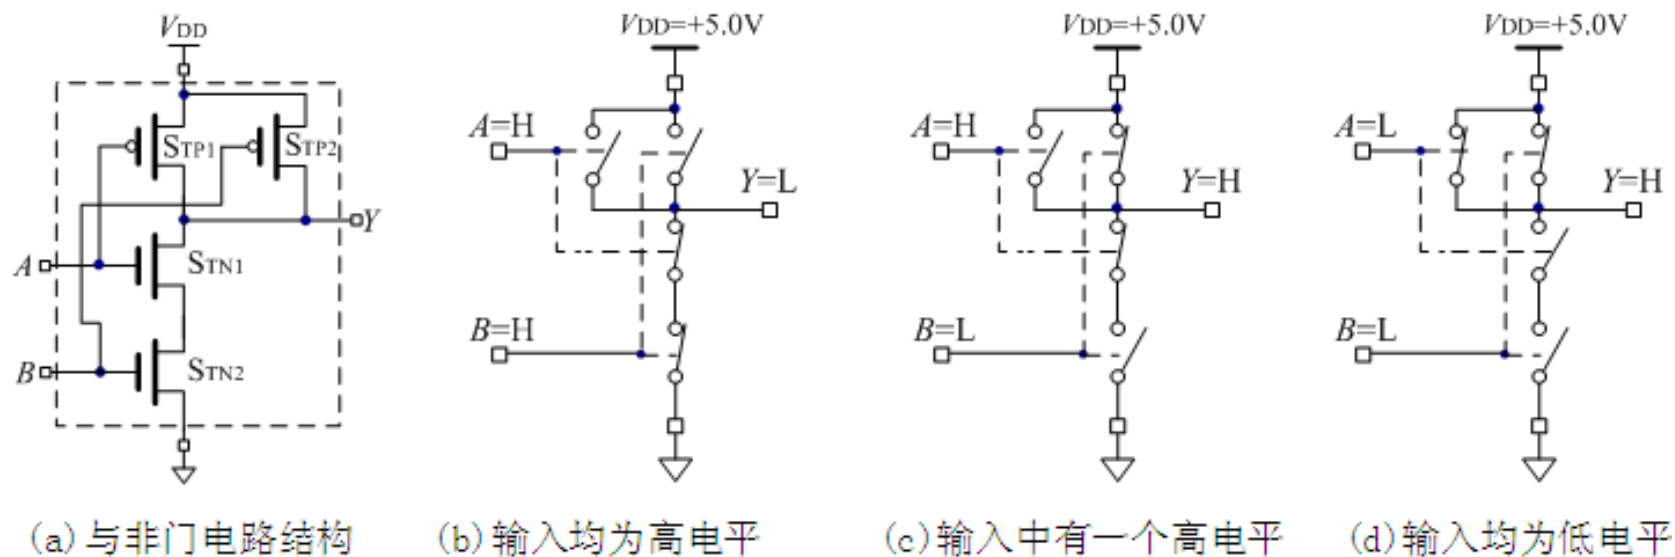 VDD
STP1
STP2
Y
A
STN1
B
STN2
(a)与非门电路结构
VDD=+5.0V
A=H
Y=L
B=H
(b)输入均为高电平
VDD=+5.0V
A=H
Y=H
B=L
(c)输入中有一个高电平
VDD=+5.0V
A=L
Y=H
B=L
(d)输入均为低电平